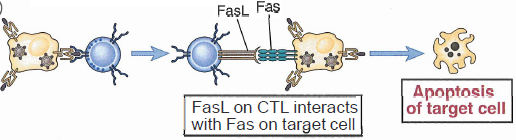 FasL Fas
FasL on CTL interacts
with Fas on target cell
Apoptosis
of target cell